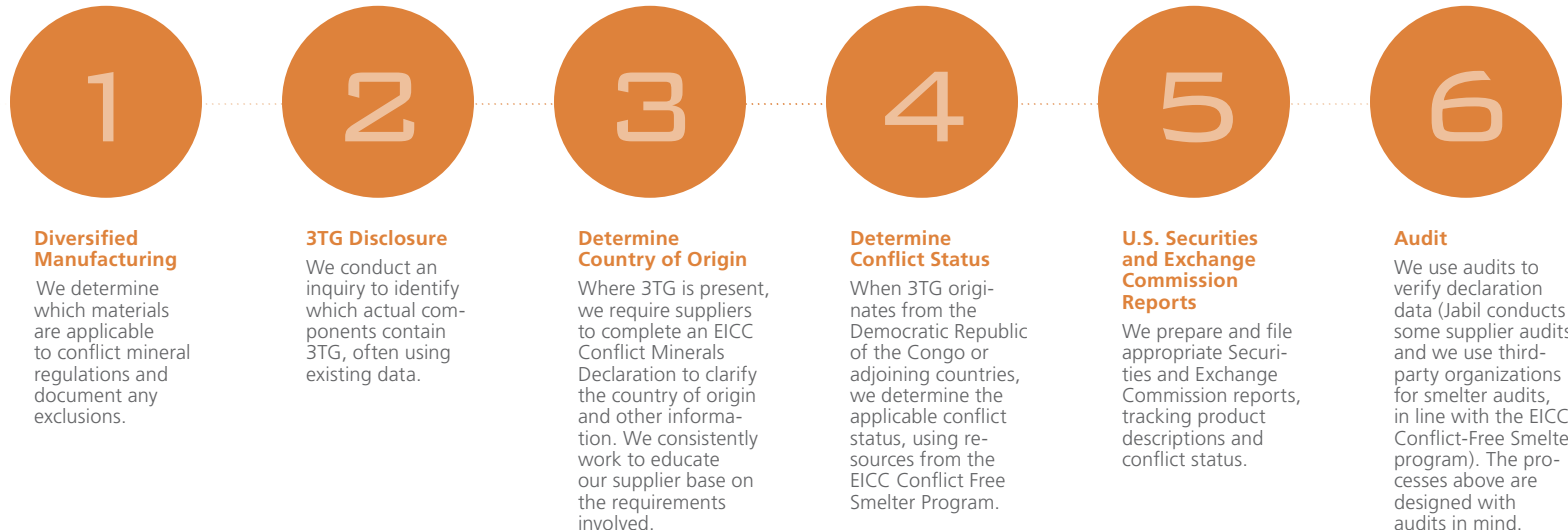 1
Diversified
Manufacturing
We determine
which materials
are applicable
to conflict mineral
regulations and
document any
exclusions.
2
3TG Disclosure
We conduct an
inquiry to identify
which actual com-
ponents contain
3TG, often using
existing data.
3
Determine
Country of Origin
Where 3TG is present,
we require suppliers
to complete an EICC
Conflict Minerals
Declaration to clarify
the country of origin
and other informa-
tion. We consistently
work to educate
our supplier base on
the requirements
involved.
4
Determine
Conflict Status
When 3TG origi-
nates from the
Democratic Republic
of the Congo or
adjoining countries,
we determine the
applicable conflict
status, using re-
sources from the
EICC Conflict Free
Smelter Program.
5
U.S. Securities
and Exchange
Commission
Reports
We prepare and file
appropriate Securi-
ties and Exchange
Commission reports,
tracking product
descriptions and
conflict status.
6
Audit
We use audits to
verify declaration
data (Jabil conducts
some supplier audits
and we use third-
party organizations
for smelter audits,
in line with the EICC
Conflict-Free Smelte
program). The pro-
cesses above are
designed with
audits in mind.